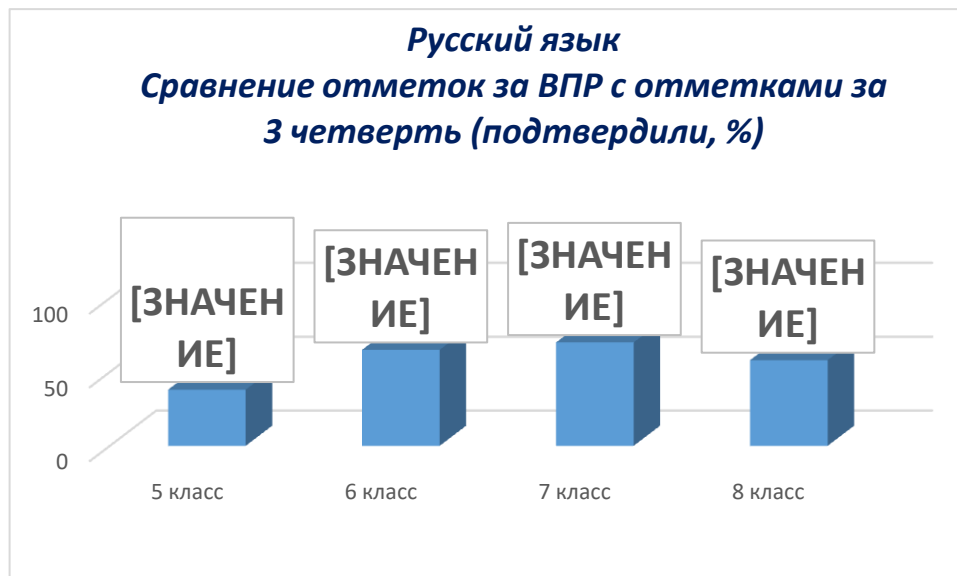 Русский язык
Сравнение отметок за ВПР с отметками за
3 четверть (подтвердили, %)
[ЗНАЧЕН
ИЕ]
[ЗНАЧЕН
ИЕ]
[ЗНАЧЕН
ИЕ]
[ЗНАЧЕН
ИЕ]
100
50
0
5 класс
6 класс
7 класс
8 класс